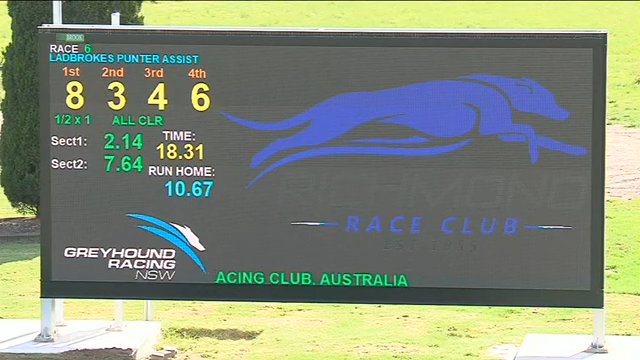 RACE 6
LADBROKES PUNTER ASSIST
1st 2nd 3rd 4th
8 3 4 6
1/2 x 1 ALL CLR
Sect1: 2.14
Sect2: 7.64
TIME:
18.31
RUN HOME:
10.67
RICHMOND
RACE CLUB
GREYHOUND
RACING
NSW
ACING CLUB, AUSTRALIA